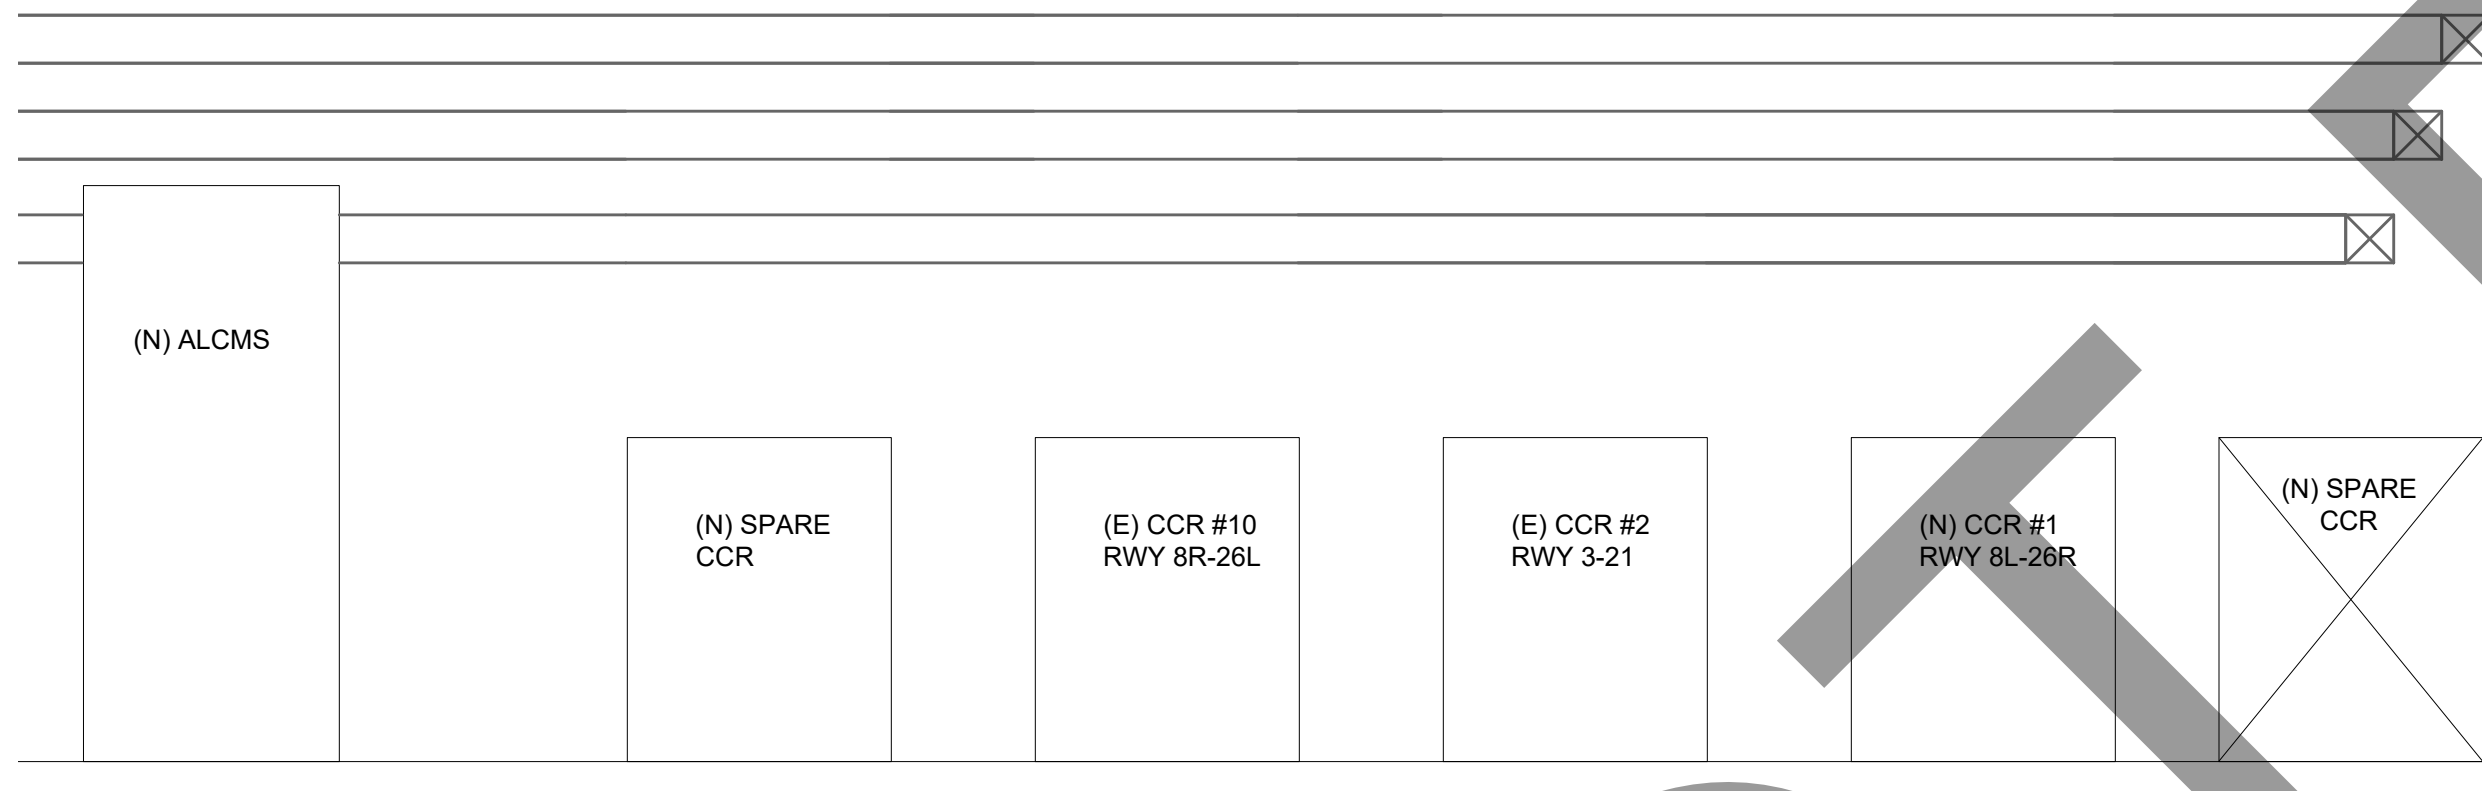 (N) ALCMS
(N) SPARE
CCR
(E) CCR #10
RWY 8R-26L
(E) CCR #2
RWY 3-21
(N) CCR #1
RWY 8L-26R
(N) SPARE
CCR